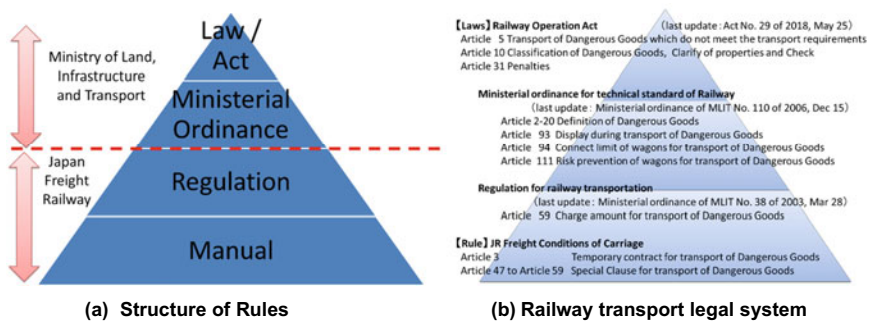 Law /
Act
Ministry of Land,
Infrastructure
and Transport
Ministerial
Ordinance
Japan
Freight
Railway
Regulation
Manual
(a) Structure of Rules
【Laws】Railway Operation Act (last update：Act No. 29 of 2018, May 25)
Article 5 Transport of Dangerous Goods which do not meet the transport requirements
Article 10 Classification of Dangerous Goods, Clarify of properties and Check
Article 31 Penalties
Ministerial ordinance for technical standard of Railway
(last update： Ministerial ordinance of MLIT No. 110 of 2006, Dec 15)
Article 2-20 Definition of Dangerous Goods
Article 93 Display during transport of Dangerous Goods
Article 94 Connect limit of wagons for transport of Dangerous Goods
Article 111 Risk prevention of wagons for transport of Dangerous Goods
Regulation for railway transportation
(last update： Ministerial ordinance of MLIT No. 38 of 2003, Mar 28)
Article 59 Charge amount for transport of Dangerous Goods
【Rule】JR Freight Conditions of Carriage
Article 3 Temporary contract for transport of Dangerous Goods
Article 47 to Article 59 Special Clause for transport of Dangerous Goods
(b) Railway transport legal system